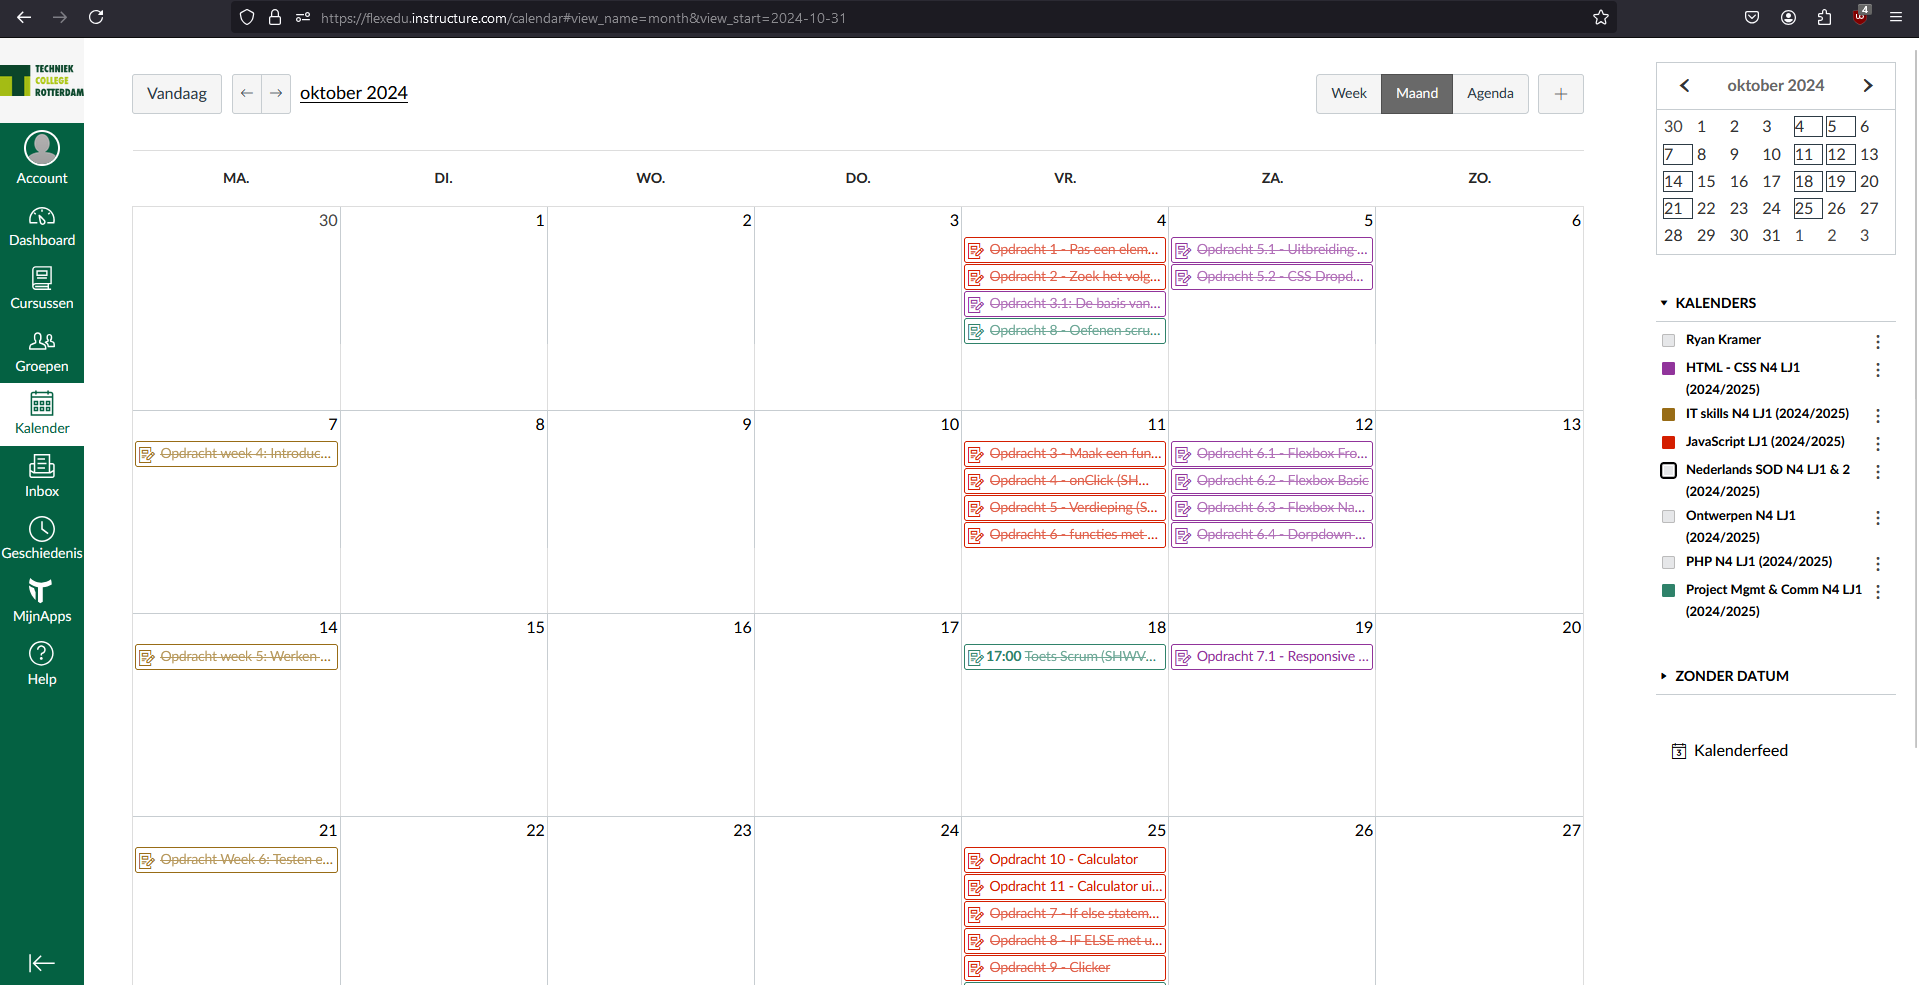 https://flexedu.instructure.com/calendar#view_name=month&view_start=2024-10-31
4
TECHNIEK
COLLEGE
ROTTERDAM
Account
Dashboard
Cursussen
Groepen
Kalender
Inbox
Geschiedenis
MijnApps
Help
Vandaag
oktober 2024
Week Maand Agenda
MA. DI. WO. DO. VR. ZA. ZO.
30 1 2 3 4 5 6
Opdracht 1 - Pas een elem...
Opdracht 2 - Zoek het volg...
Opdracht 3.1: De basis van...
Opdracht 8 - Oefenen scru...
Opdracht 5.1 - Uitbreiding ...
Opdracht 5.2 - CSS Dropd...
7 8 9 10 11 12 13
Opdracht week 4: Introduc...
Opdracht 3 - Maak een fun...
Opdracht 4 - onClick (SH...
Opdracht 5 - Verdieping (S...
Opdracht 6 - functies met ...
Opdracht 6.1 - Flexbox Fro...
Opdracht 6.2 - Flexbox Basic
Opdracht 6.3 - Flexbox Na...
Opdracht 6.4 - Dorpdown ...
14 15 16 17 18 19 20
Opdracht week 5: Werken ...
17:00 Toets Scrum (SHWV...
Opdracht 7.1 - Responsive ...
21 22 23 24 25 26 27
Opdracht Week 6: Testen e...
Opdracht 10 - Calculator
Opdracht 11 - Calculator ui...
Opdracht 7 - If else statem...
Opdracht 8 - IF ELSE met u...
Opdracht 9 - Clicker
oktober 2024
30 1 2 3 4 5 6
7 8 9 10 11 12 13
14 15 16 17 18 19 20
21 22 23 24 25 26 27
28 29 30 31 1 2 3
KALENDERS
Ryan Kramer
HTML - CSS N4 LJ1
(2024/2025)
IT skills N4 LJ1 (2024/2025)
JavaScript LJ1 (2024/2025)
Nederlands SOD N4 LJ1 & 2
(2024/2025)
Ontwerpen N4 LJ1
(2024/2025)
PHP N4 LJ1 (2024/2025)
Project Mgmt & Comm N4 LJ1
(2024/2025)
ZONDER DATUM
3 Kalenderfeed